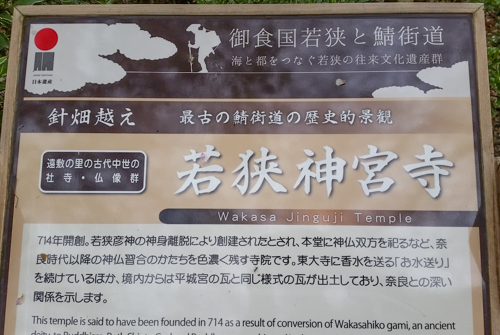 御食国若狭と鯖街道
海と都をつなぐ若狭の往来文化遺産群
日本遺産
針畑越え 最古の鯖街道の歴史的景観
遠敷の里の古代中世の
社寺・仏像群
若狭神宮寺
Wakasa Jinguji Temple
714年開創。若狭彦神の神身離脱により創建されたとされ、本堂に神仏双方を祀るなど、奈
良時代以降の神仏習合のかたちを色濃く残す寺院です。東大寺に香水を送る「お水送り」
を続けているほか、境内からは平城宮の瓦と同じ様式の瓦が出土しており、奈良との深い
関係を示します。
This temple is said to have been founded in 714 as a result of conversion of Wakasahiko gami, an ancient